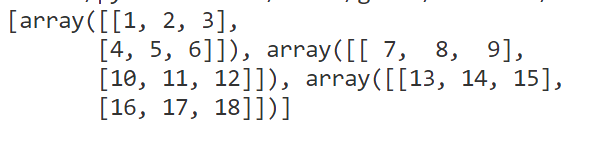 [array([[1, 2, 3],
       [4, 5, 6]]), array([[ 7,  8,  9],
       [10, 11, 12]]), array([[13, 14, 15],
       [16, 17, 18]])]